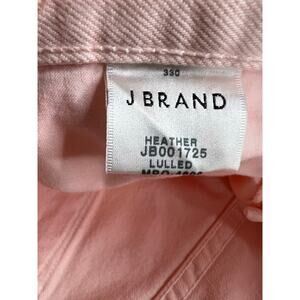 330
J BRAND
HEATHER
JB001725
LULLED